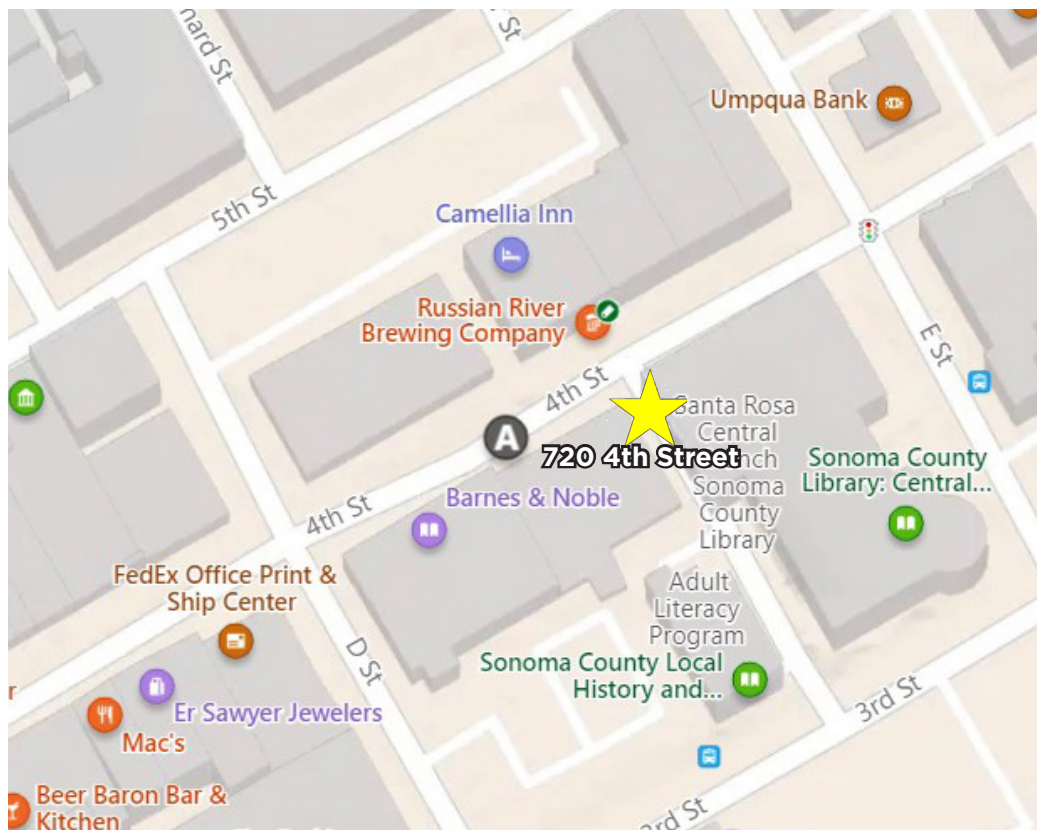 nard St
St
Umpqua Bank
5th St
Camellia Inn
Russian River
Brewing Company
E St
4th St
Santa Rosa
Central
nch
Sonoma
County
Library
A
720 4th Street
Sonoma County
Library: Central...
Barnes & Noble
4th St
FedEx Office Print &
Ship Center
Adult
Literacy
Program
D St
Sonoma County Local
History and...
3rd St
r
Er Sawyer Jewelers
Mac's
Beer Baron Bar &
Kitchen
3rd St